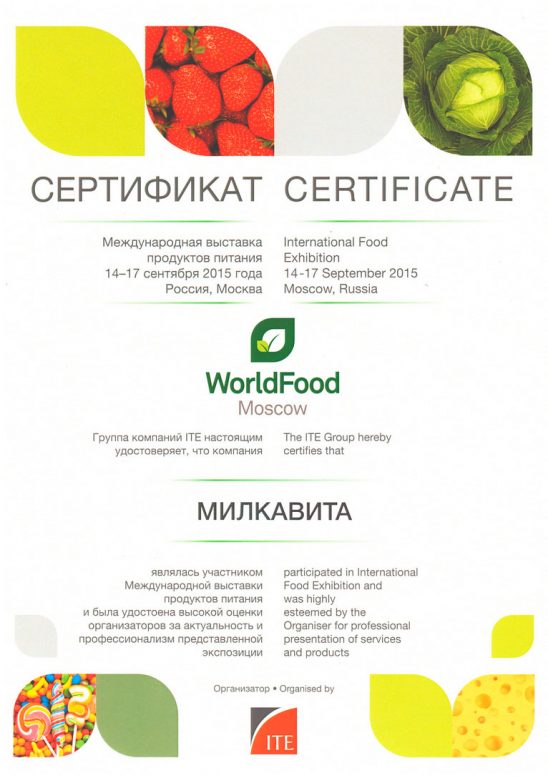 СЕРТИФИКАТ
CERTIFICATE
Международная выставка
продуктов питания
14–17 сентября 2015 года
Россия, Москва
International Food
Exhibition
14-17 September 2015
Moscow, Russia
WorldFood
Moscow
Группа компаний ITE настоящим
удостоверяет, что компания
The ITE Group hereby
certifies that
МИЛКАВИТА
являлась участником
Международной выставки
продуктов питания
и была удостоена высокой оценки
организаторов за актуальность и
профессионализм представленной
экспозиции
participated in International
Food Exhibition and
was highly
esteemed by the
Organiser for professional
presentation of services
and products
Организатор • Organised by
ITE